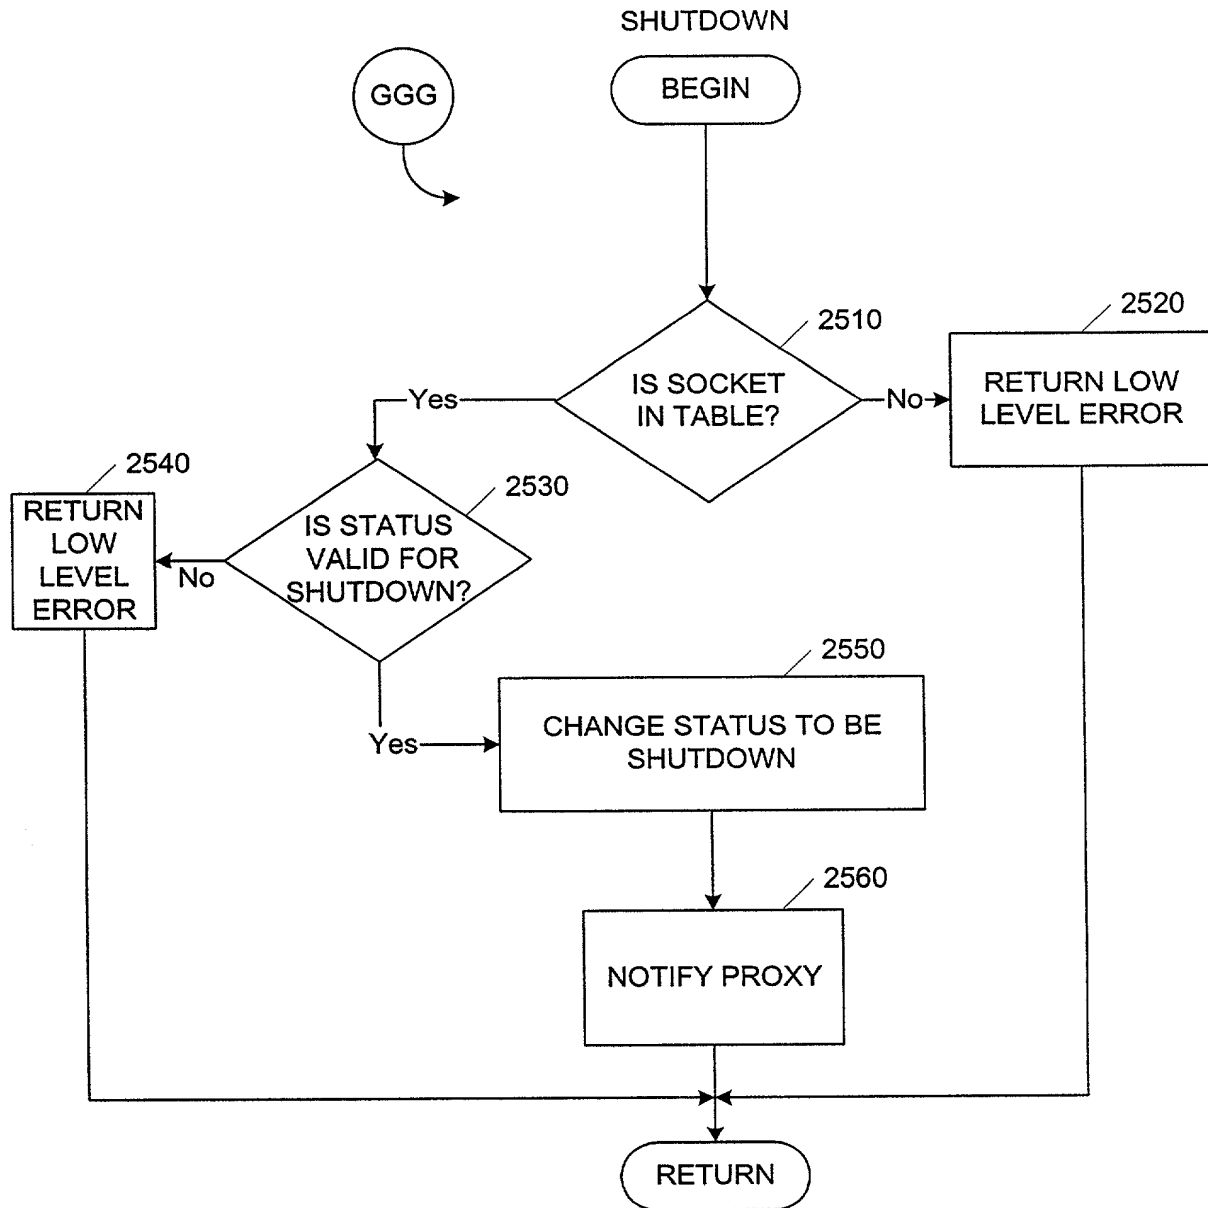 SHUTDOWN
GGG
BEGIN
2510
IS SOCKET
IN TABLE?
Yes
No
2520
RETURN LOW
LEVEL ERROR
2530
IS STATUS
VALID FOR
SHUTDOWN?
2540
RETURN
LOW
LEVEL
ERROR
No
Yes
2550
CHANGE STATUS TO BE
SHUTDOWN
2560
NOTIFY PROXY
RETURN